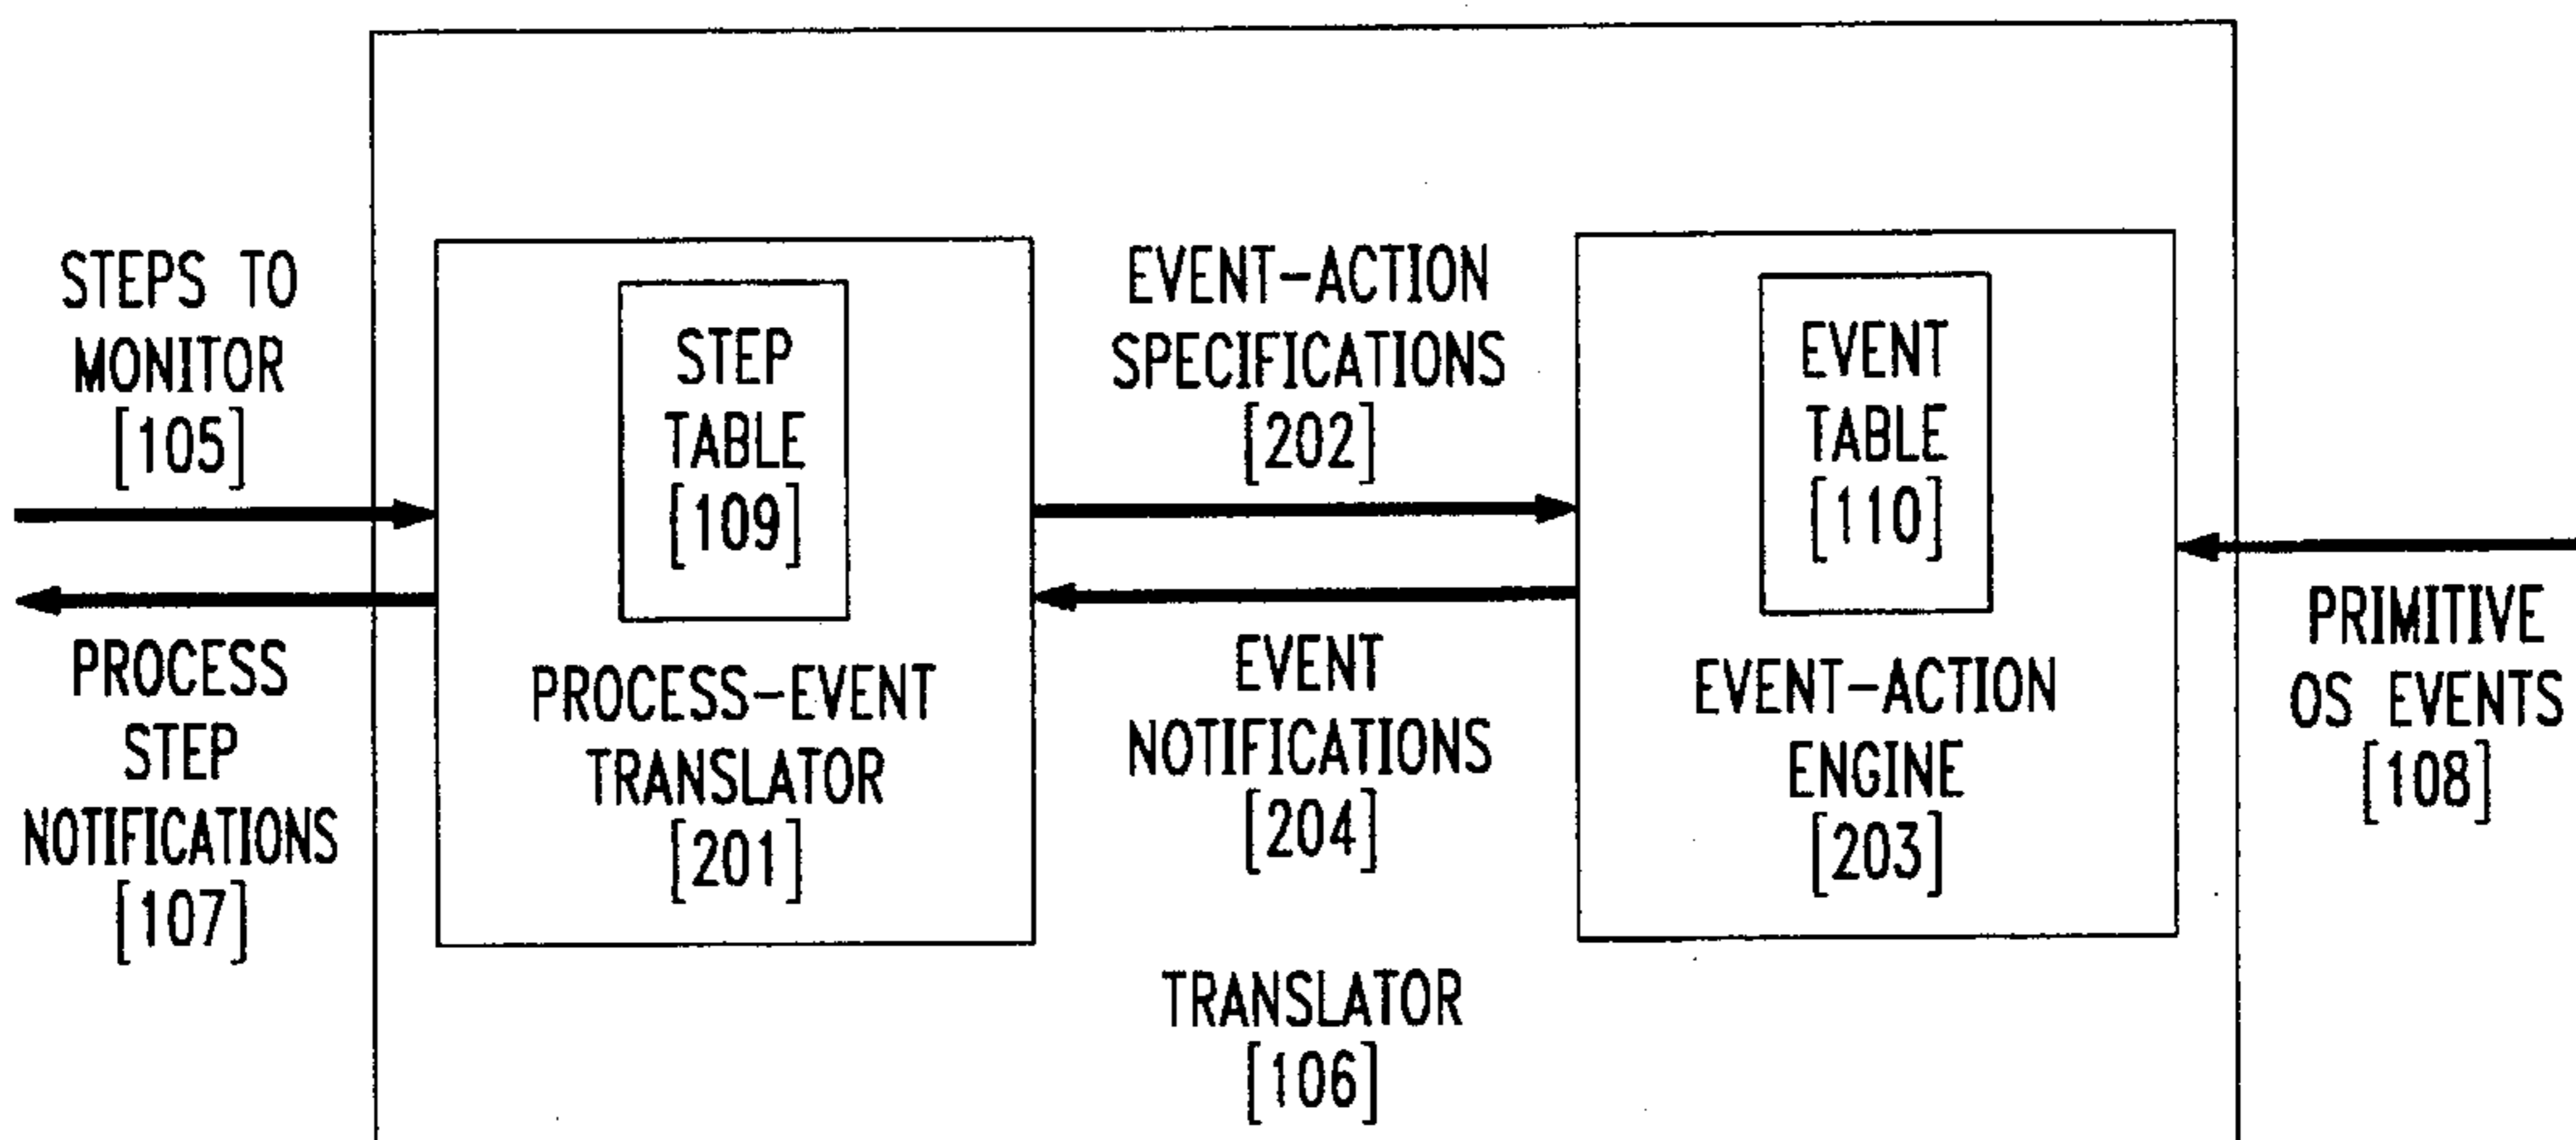 STEPS TO
MONITOR
[105]
PROCESS
STEP
NOTIFICATIONS
[107]
STEP
TABLE
[109]
PROCESS-EVENT
TRANSLATOR
[201]
EVENT-ACTION
SPECIFICATIONS
[202]
EVENT
NOTIFICATIONS
[204]
EVENT
TABLE
[110]
EVENT-ACTION
ENGINE
[203]
PRIMITIVE
OS EVENTS
[108]
TRANSLATOR
[106]